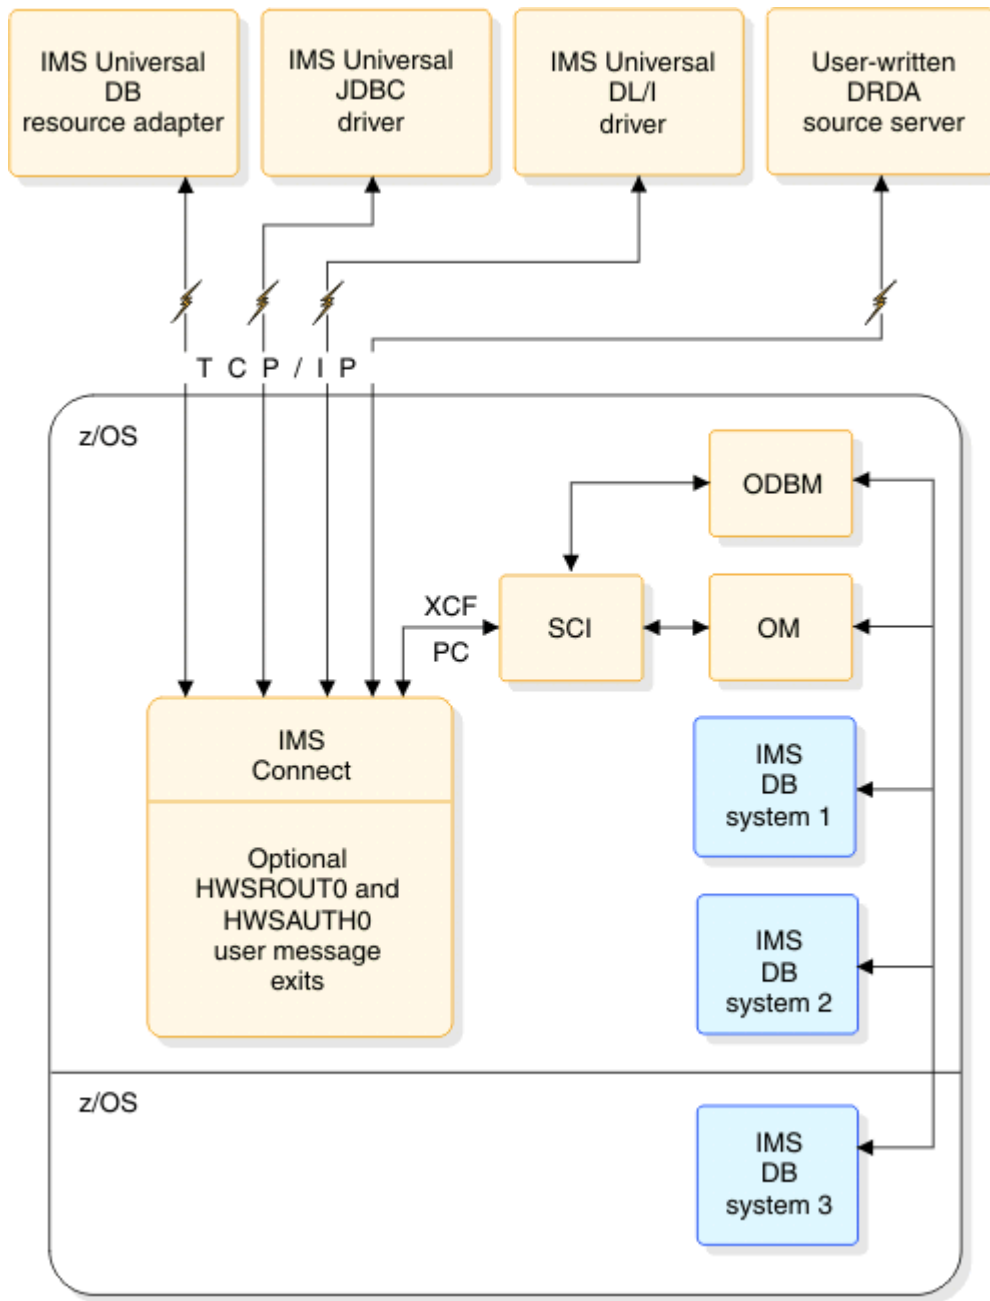 IMS Universal
DB
resource adapter
IMS Universal
JDBC
driver
IMS Universal
DL/I
driver
User-written
DRDA
source server
T C P / I P
z/OS
ODBM
XCF
PC
SCI
OM
IMS
Connect
Optional
HWSROUT0 and
HWSAUTH0
user message
exits
IMS
DB
system 1
IMS
DB
system 2
z/OS
IMS
DB
system 3